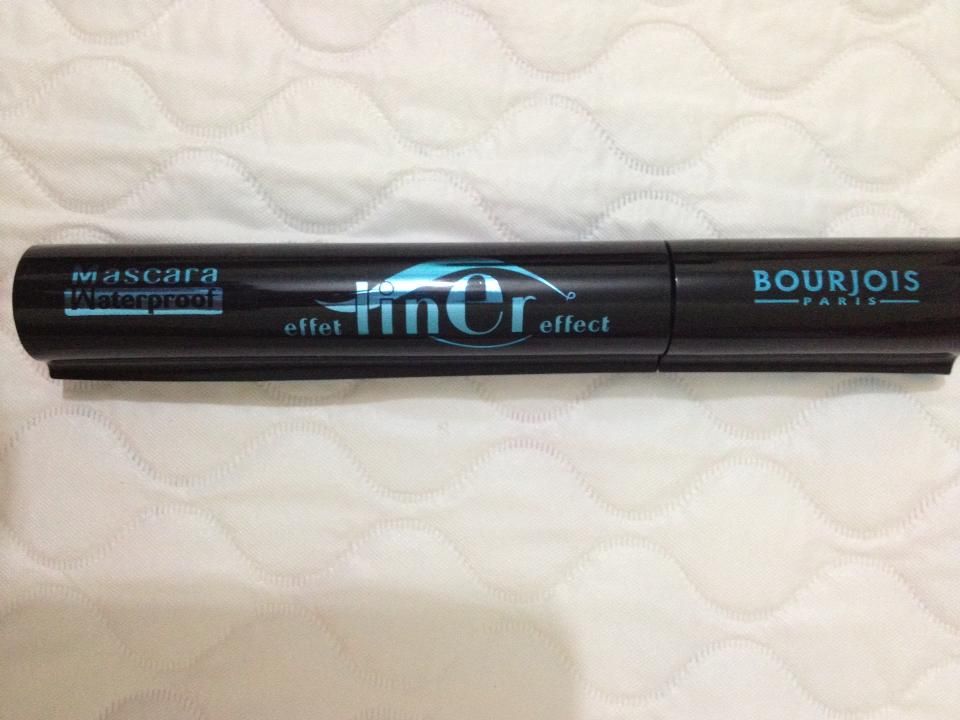 Mascara
Waterproof
effet liner effect
BOURJOIS
PARIS